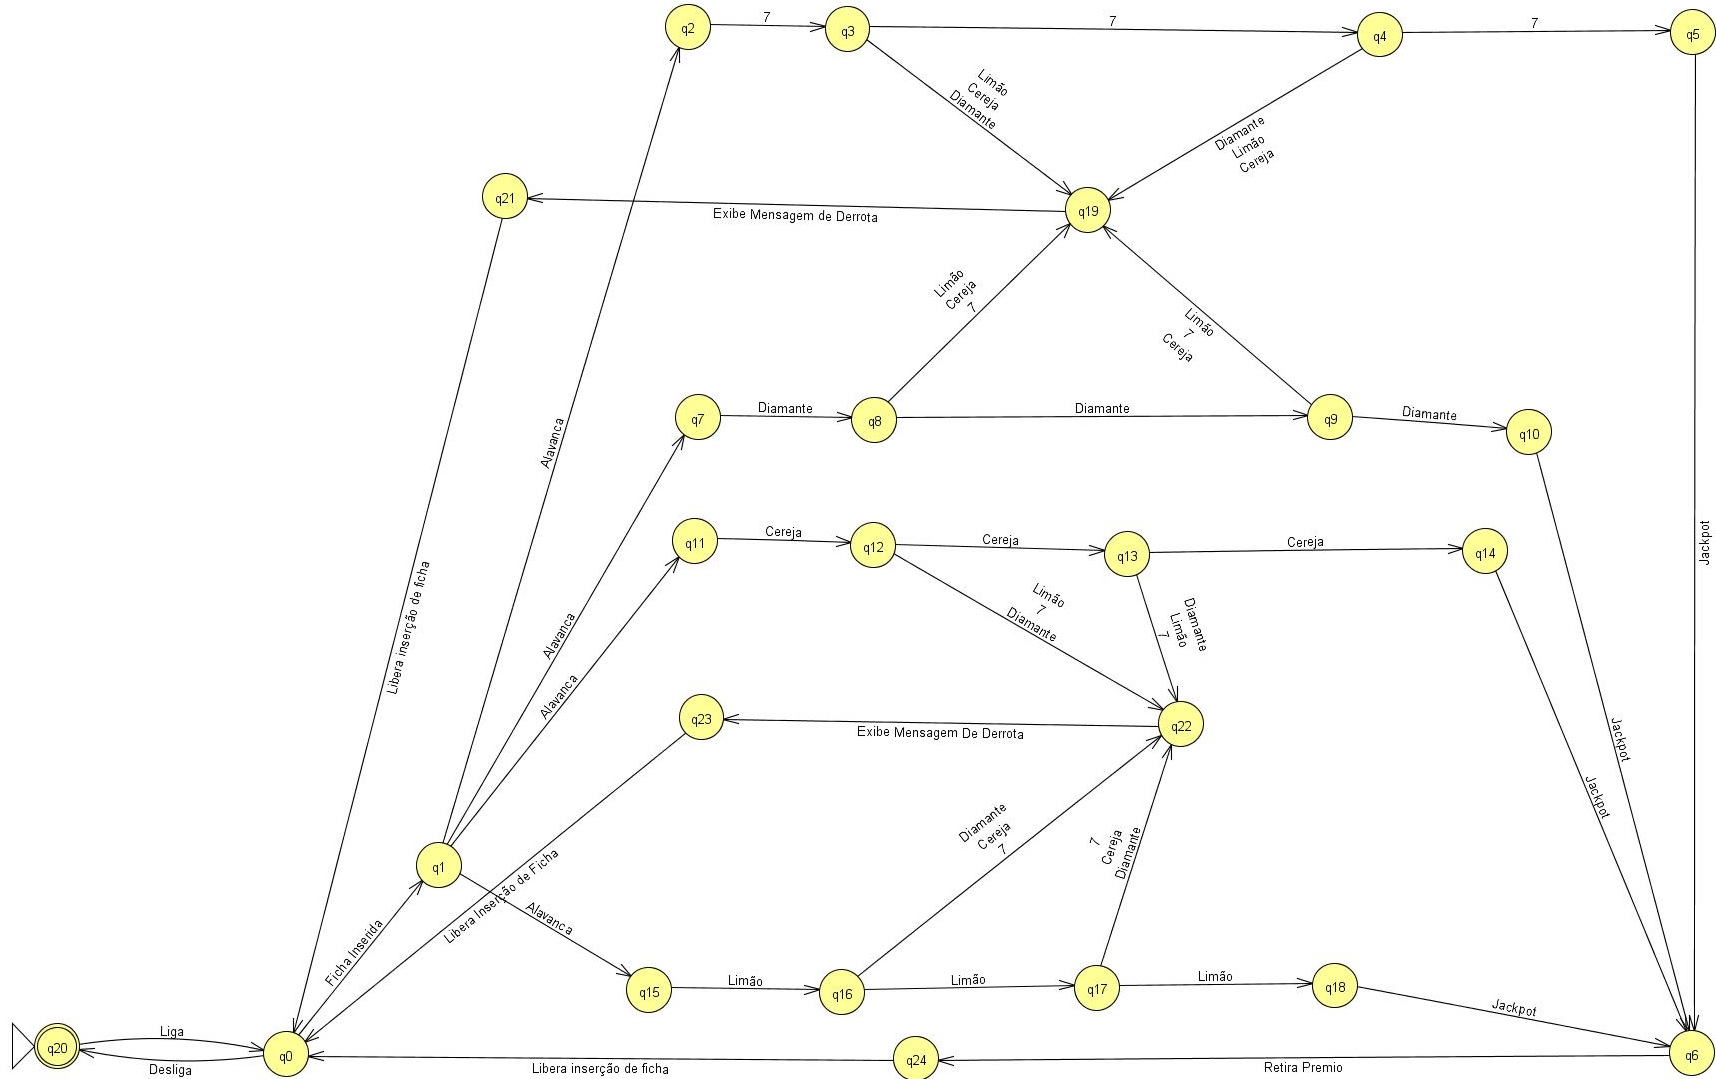 q2
7
q3
7
q4
7
q5
Limão
Cereja
Diamante
Diamante
Limão
Cereja
q21
Exibe Mensagem de Derrota
q19
Limão
Cereja
7
Limão
7
Cereja
Alavanca
q7
Diamante
q8
Diamante
q9
Diamante
q10
Jackpot
q11
Cereja
q12
Cereja
q13
Cereja
q14
Libera inserção de ficha
Alavanca
Alavanca
Limão
7
Diamante
Diamante
Limão
7
q23
Exibe Mensagem De Derrota
q22
Jackpot
Jackpot
Diamante
Cereja
7
7
Cereja
Diamante
q1
Libera Inserção de Ficha
Alavanca
Ficha Inserida
q15
Limão
q16
Limão
q17
Limão
q18
Jackpot
q20
Liga
Desliga
q0
Libera inserção de ficha
q24
Retira Premio
q6